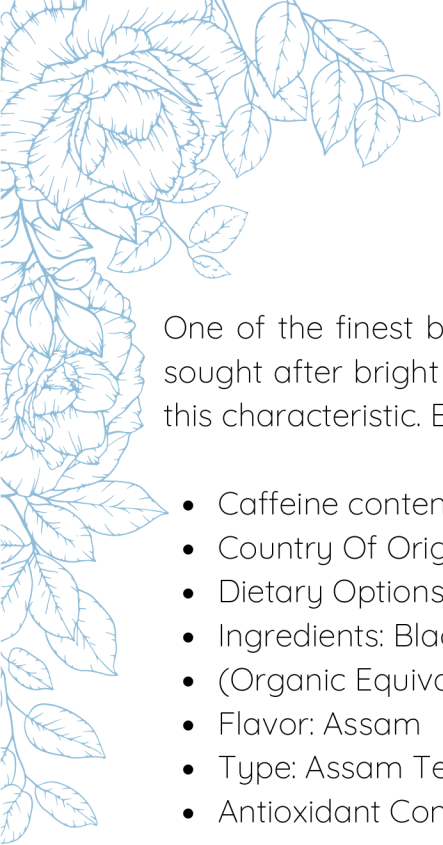 One of the finest b
sought after bright
this characteristic. E
• Caffeine conten
• Country Of Orig
• Dietary Options
• Ingredients: Blac
• (Organic Equiva
• Flavor: Assam
• Type: Assam Te
• Antioxidant Con